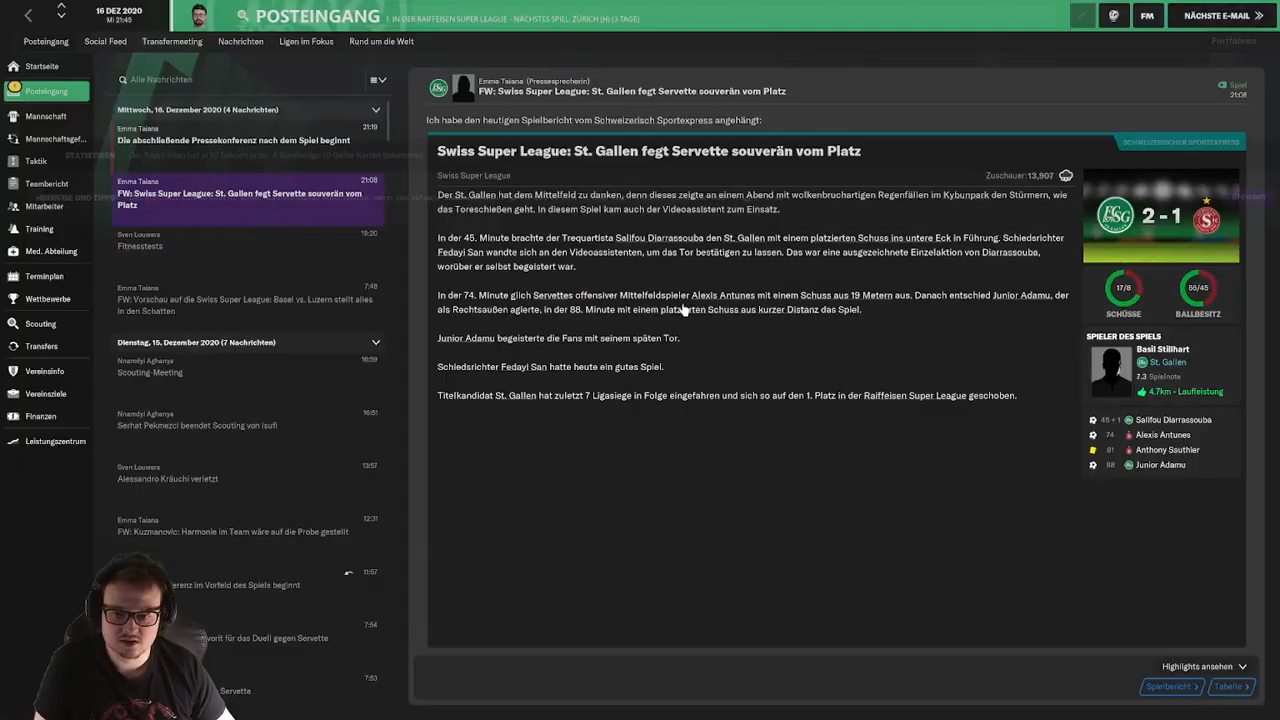 16 DEZ 2020
MI 21:45
POSTEINGANG
1. IN DER RAIFFEISEN SUPER LEAGUE - NÄCHSTES SPIEL: ZÜRICH (H) (3 TAGE)
FM
NÄCHSTE E-MAIL
Posteingang
Social Feed
Transfermeeting
Nachrichten
Ligen im Fokus
Rund um die Welt
Fortfahren
Startseite
Posteingang
Mannschaft
Mannschaftsgef...
Taktik
Teambericht
Mitarbeiter
Training
Med. Abteilung
Terminplan
Wettbewerbe
Scouting
Transfers
Vereinsinfo
Vereinsziele
Finanzen
Leistungszentrum
Alle Nachrichten
Mittwoch, 16. Dezember 2020 (4 Nachrichten)
Emma Taiana
21:19
Die abschließende Pressekonferenz nach dem Spiel beginnt
STATISTIKEN
Emma Taiana
21:08
FW: Swiss Super League: St. Gallen fegt Servette souverän vom
Platz
Sven Louwers
19:20
Fitnesstests
Emma Taiana
7:48
FW: Vorschau auf die Swiss Super League: Basel vs. Luzern stellt alles
Dienstag, 15. Dezember 2020 (7 Nachrichten)
Nnamdyi Aghanya
16:59
Scouting-Meeting
Nnamdyi Aghanya
16:51
Serhat Pekmezci beendet Scouting von Isufi
Sven Louwers
13:57
Alessandro Kräuchi verletzt
Emma Taiana
12:31
FW: Kuzmanovic: Harmonie im Team wäre auf die Probe gestellt
11:57
erenz im Vorfeld des Spiels beginnt
7:54
vorit für das Duell gegen Servette
7:53
Servette
Emma Taiana (Pressesprecherin)
FW: Swiss Super League: St. Gallen fegt Servette souverän vom Platz
Spiel
21:08
Ich habe den heutigen Spielbericht vom Schweizerisch Sportexpress angehängt:
SCHWEIZERISCHER SPORTEXPRESS
Swiss Super League: St. Gallen fegt Servette souverän vom Platz
Swiss Super League
Zuschauer: 13,907
Der St. Gallen hat dem Mittelfeld zu danken, denn dieses zeigte an einem Abend mit wolkenbruchartigen Regenfällen im Kybunpark den Stürmern, wie
das Toreschießen geht. In diesem Spiel kam auch der Videoassistent zum Einsatz.
In der 45. Minute brachte der Trequartista Salifou Diarrassouba den St. Gallen mit einem platzierten Schuss ins untere Eck in Führung. Schiedsrichter
Fedayi San wandte sich an den Videoassistenten, um das Tor bestätigen zu lassen. Das war eine ausgezeichnete Einzelaktion von Diarrassouba,
worüber er selbst begeistert war.
In der 74. Minute glich Servettes offensiver Mittelfeldspieler Alexis Antunes mit einem Schuss aus 19 Metern aus. Danach entschied Junior Adamu, der
als Rechtsaußen agierte, in der 88. Minute mit einem platzierten Schuss aus kurzer Distanz das Spiel.
Junior Adamu begeisterte die Fans mit seinem späten Tor.
Schiedsrichter Fedayi San hatte heute ein gutes Spiel.
Titelkandidat St. Gallen hat zuletzt 7 Ligasiege in Folge eingefahren und sich so auf den 1. Platz in der Raiffeisen Super League geschoben.
2 - 1
17/8
SCHÜSSE
BALLBESITZ
SPIELER DES SPIELS
Basil Stillhart
St. Gallen
7.3 Spielnote
4.7km - Laufleistung
45 + 1 Salifou Diarrassouba
74 Alexis Antunes
81 Anthony Sauthier
88 Junior Adamu
Highlights ansehen
Spielbericht
Tabelle